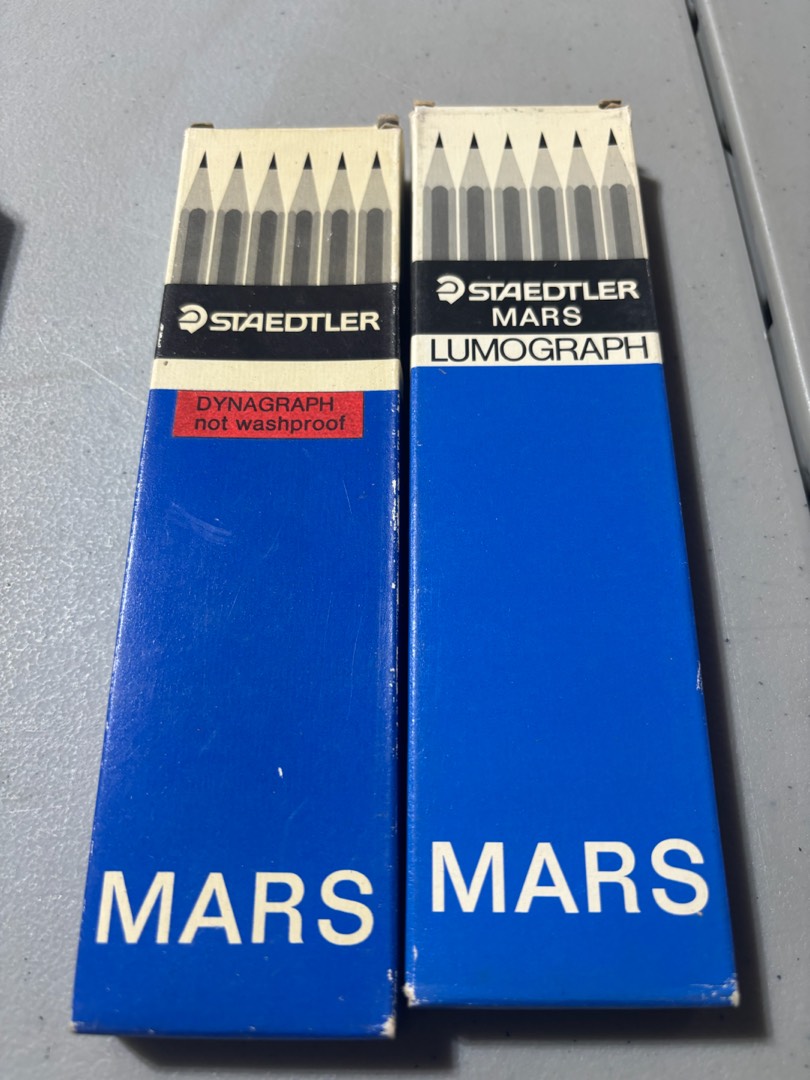 STAEDTLER
DYNAGRAPH
not washproof
MARS
STAEDTLER
MARS
LUMOGRAPH
MARS